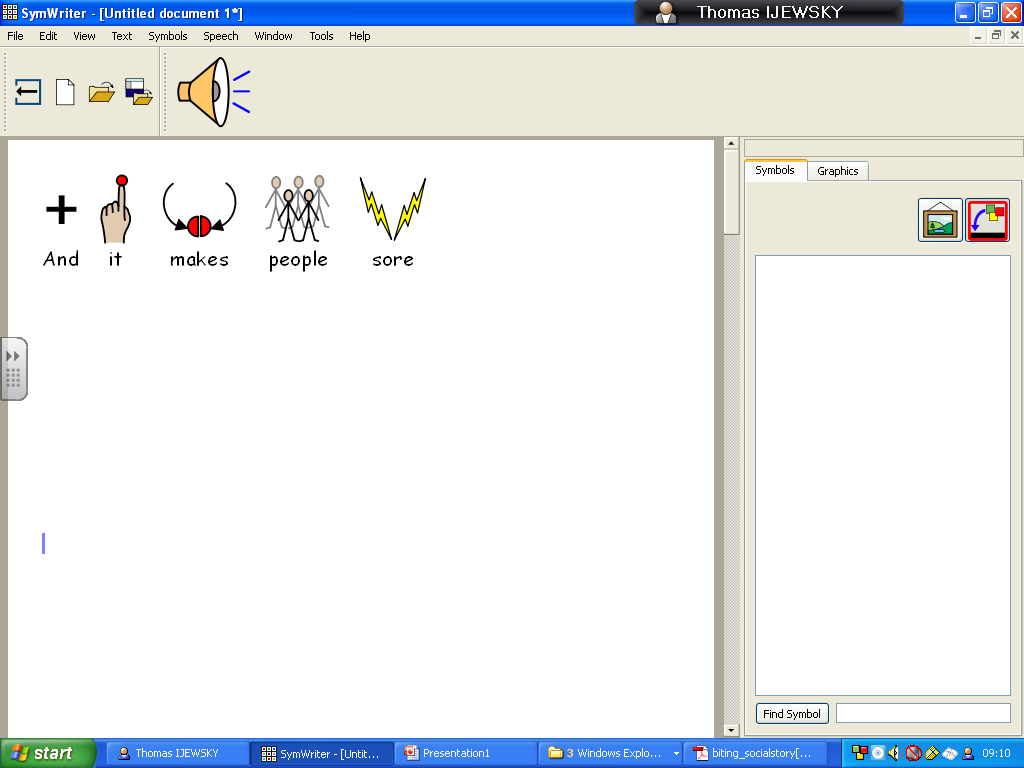 SymWriter - [Untitled document 1*]
Thomas IJEWSKY
File Edit View Text Symbols Speech Window Tools Help
Symbols Graphics
And it makes people sore
Find Symbol
start Thomas IJEWSKY SymWriter - [Untit... Presentation1 3 Windows Explo... biting_socialstory[... 09:10